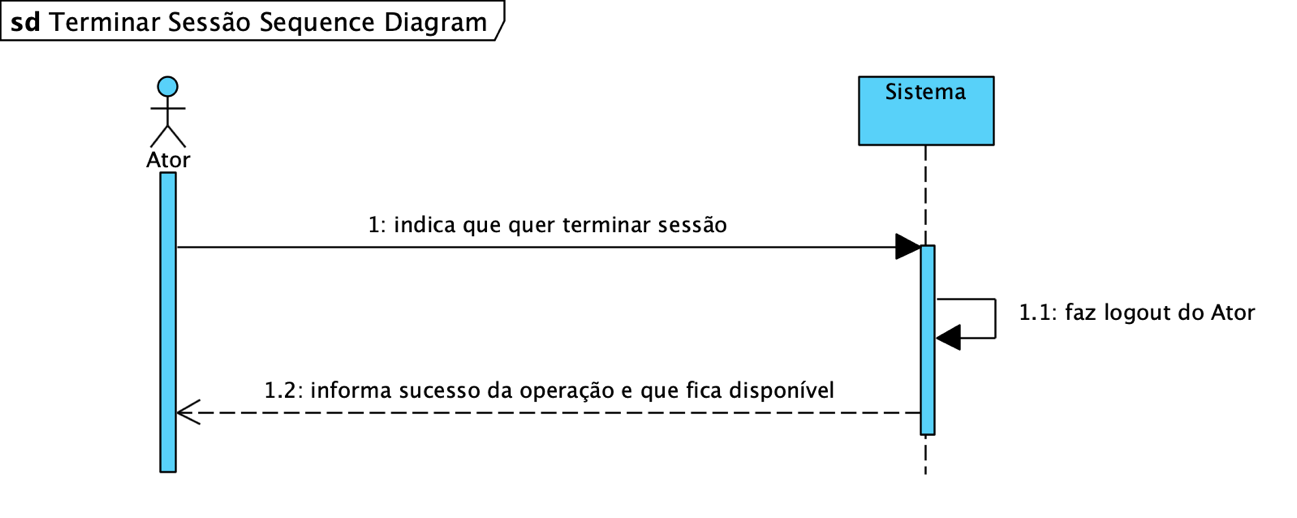 sd Terminar Sessão Sequence Diagram
Sistema
Ator
1: indica que quer terminar sessão
1.1: faz logout do Ator
1.2: informa sucesso da operação e que fica disponível